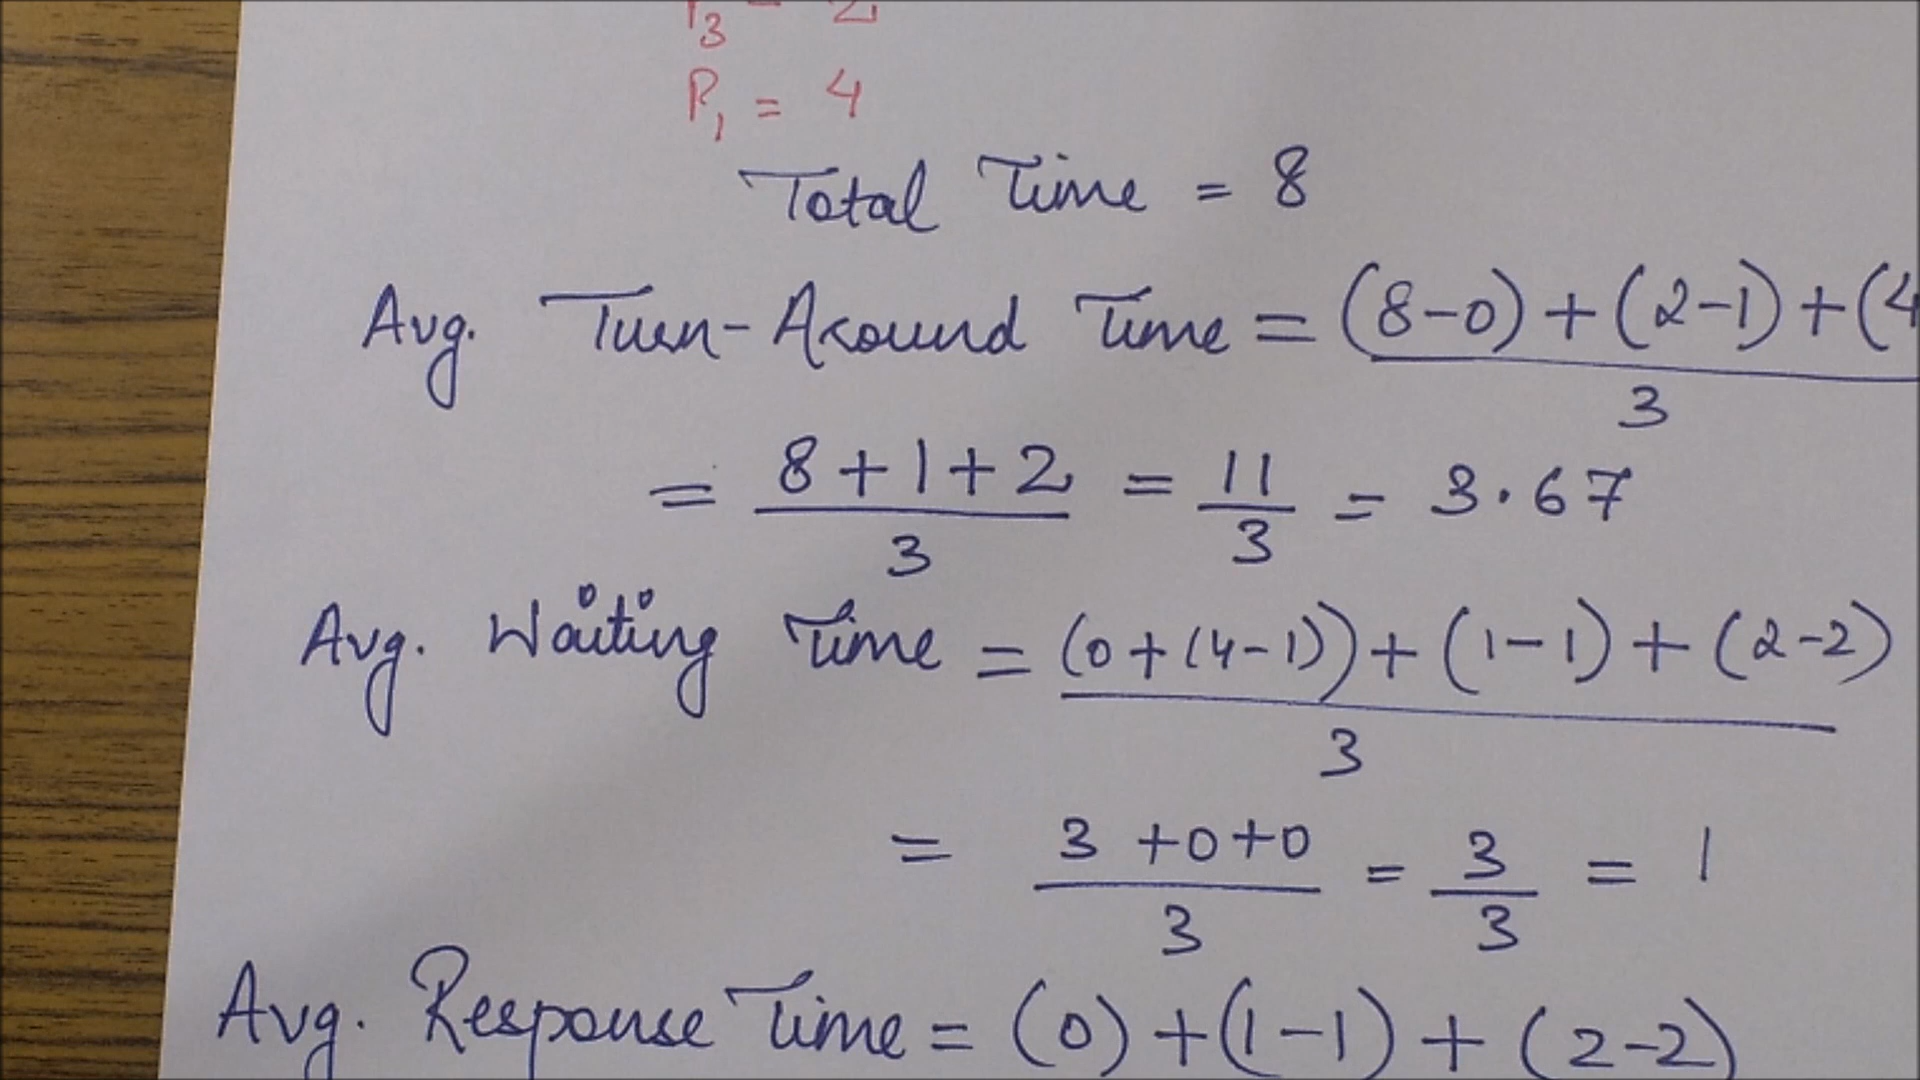 P3 = 2
P1 = 4
Total Time = 8
Avg. Turn-Around Time = (8-0) + (2-1) + (4
3
= 8+1+2 = 11 = 3.67
3 3
Avg. Waiting Time = (0+(4-1)) + (1-1) + (2-2)
3
= 3+0+0 = 3 = 1
3 3
Avg. Response Time = (0) + (1-1) + (2-2)